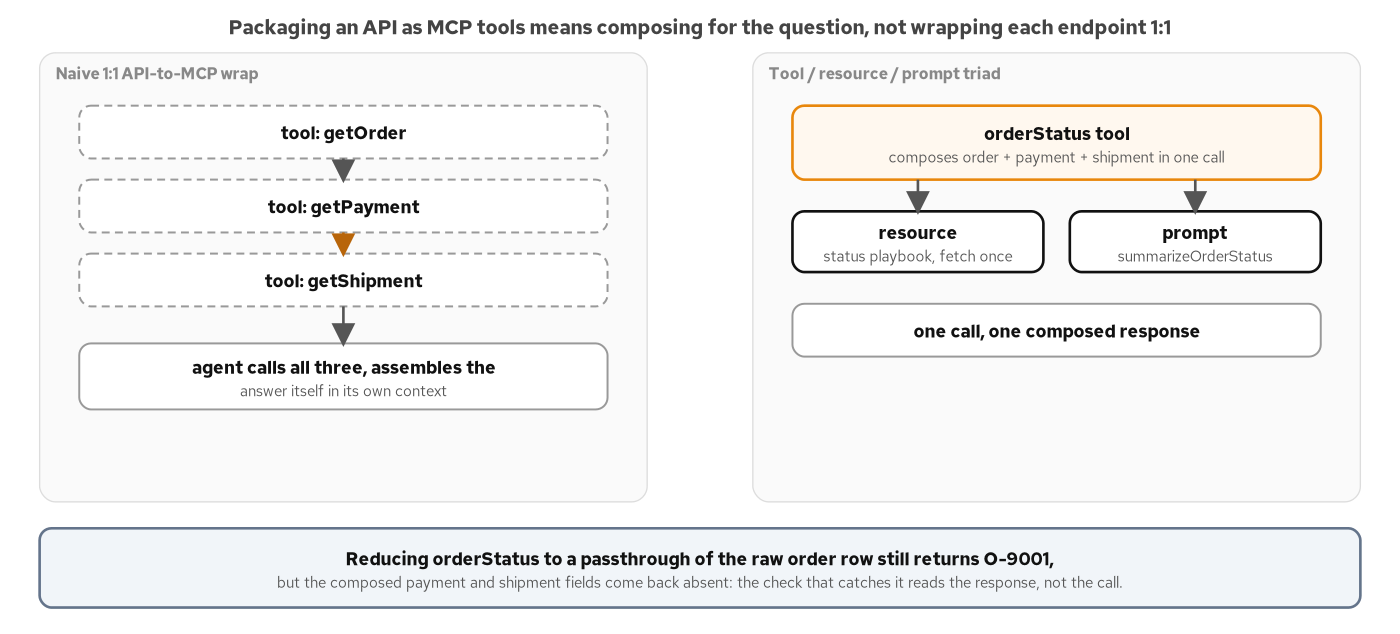 Packaging an API as MCP tools means composing for the question, not wrapping each endpoint 1:1
Naive 1:1 API-to-MCP wrap
tool: getOrder
tool: getPayment
tool: getShipment
agent calls all three, assembles the
answer itself in its own context
Tool / resource / prompt triad
orderStatus tool
composes order + payment + shipment in one call
resource
status playbook, fetch once
prompt
summarizeOrderStatus
one call, one composed response
Reducing orderStatus to a passthrough of the raw order row still returns O-9001,
but the composed payment and shipment fields come back absent: the check that catches it reads the response, not the call.